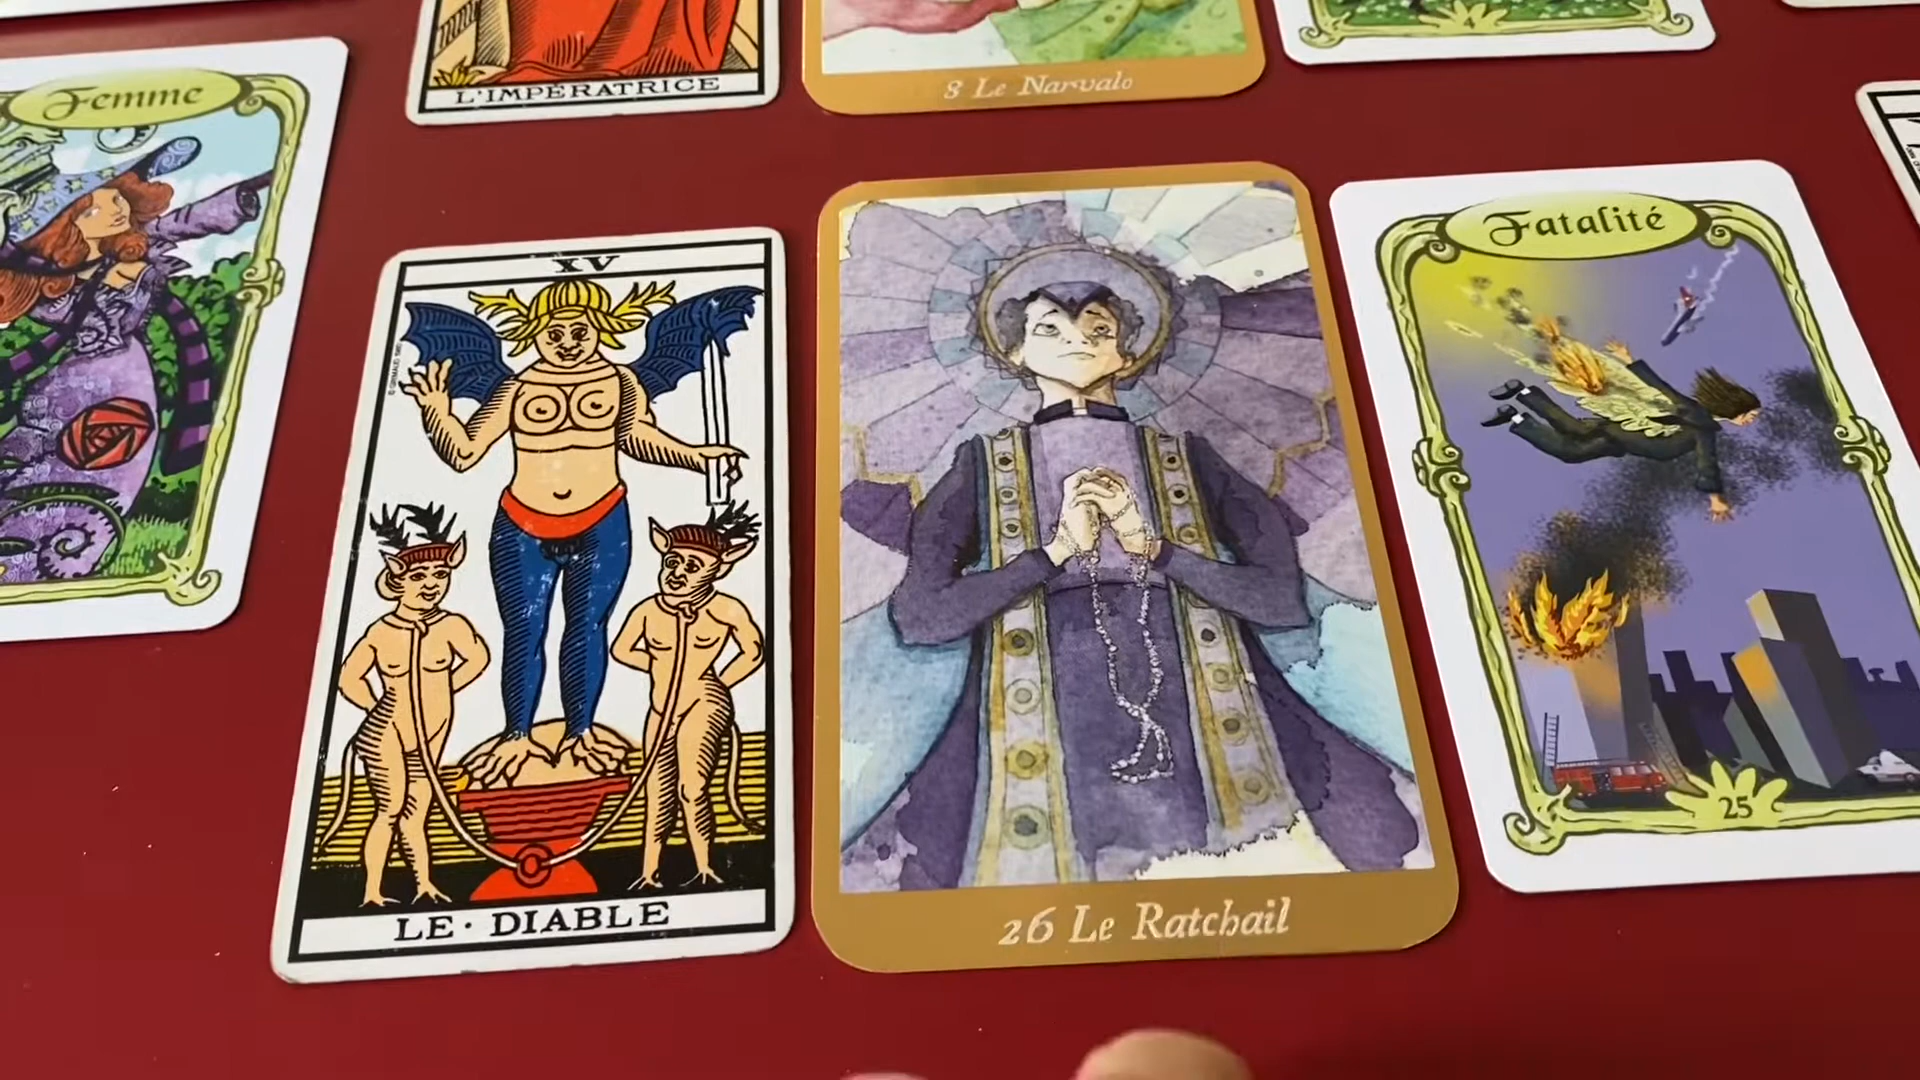 Femme
L'IMPÉRATRICE
8 Le Narvalo
XV
LE · DIABLE
26 Le Ratchail
Fatalité
25